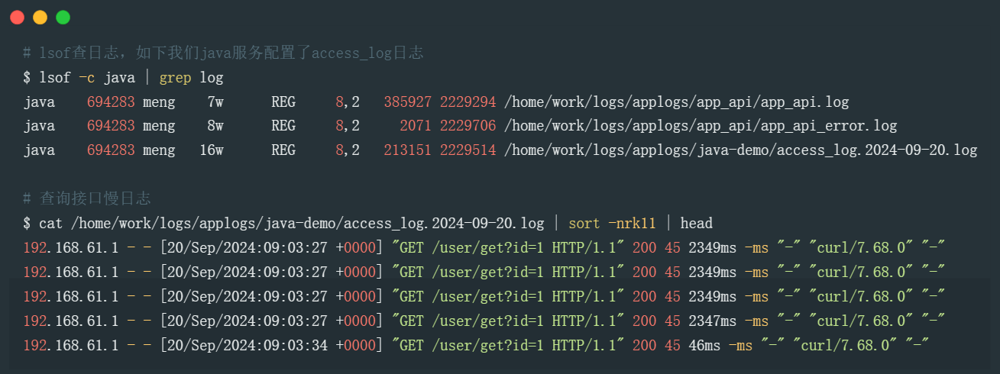 # lsof查日志，如下我们java服务配置了access_log日志
$ lsof -c java | grep log
java    694283 meng    7w      REG     8,2   385927 2229294 /home/work/logs/applogs/app_api/app_api.log
java    694283 meng    8w      REG     8,2     2071 2229706 /home/work/logs/applogs/app_api/app_api_error.log
java    694283 meng   16w      REG     8,2   213151 2229514 /home/work/logs/applogs/java-demo/access_log.2024-09-20.log
# 查询接口慢日志
$ cat /home/work/logs/applogs/java-demo/access_log.2024-09-20.log | sort -nrk11 | head
192.168.61.1 - - [20/Sep/2024:09:03:27 +0000] "GET /user/get?id=1 HTTP/1.1" 200 45 2349ms -ms "-" "curl/7.68.0" "-"
192.168.61.1 - - [20/Sep/2024:09:03:27 +0000] "GET /user/get?id=1 HTTP/1.1" 200 45 2349ms -ms "-" "curl/7.68.0" "-"
192.168.61.1 - - [20/Sep/2024:09:03:27 +0000] "GET /user/get?id=1 HTTP/1.1" 200 45 2349ms -ms "-" "curl/7.68.0" "-"
192.168.61.1 - - [20/Sep/2024:09:03:27 +0000] "GET /user/get?id=1 HTTP/1.1" 200 45 2347ms -ms "-" "curl/7.68.0" "-"
192.168.61.1 - - [20/Sep/2024:09:03:34 +0000] "GET /user/get?id=1 HTTP/1.1" 200 45 46ms -ms "-" "curl/7.68.0" "-"